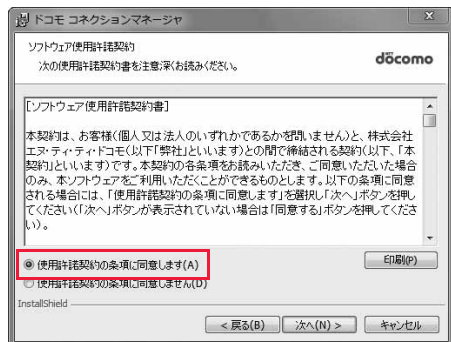 ドコモ コネクションマネージャ
ソフトウェア使用許諾契約
次の使用許諾契約書を注意深くお読みください。
döcomo
[ソフトウェア使用許諾契約書]
本契約は、お客様(個人又は法人のいずれかであるかを問いません)と、株式会社
エヌ・ティ・ティ・ドコモ(以下「弊社」といいます)との間で締結される契約(以下、「本
契約」といいます)です。本契約の各条項をお読みいただき、ご同意いただいた場合
のみ、本ソフトウェアをご利用いただくことができるものとします。以下の条項に同意
される場合には、「使用許諾契約の条項に同意します」を選択し「次へ」ボタンを押し
てください(「次へ」ボタンが表示されていない場合は「同意する」ボタンを押してくださ
い)。
使用許諾契約の条項に同意します(A)
印刷(P)
使用許諾契約の条項に同意しません(D)
InstallShield
< 戻る(B)
次へ(N) >
キャンセル